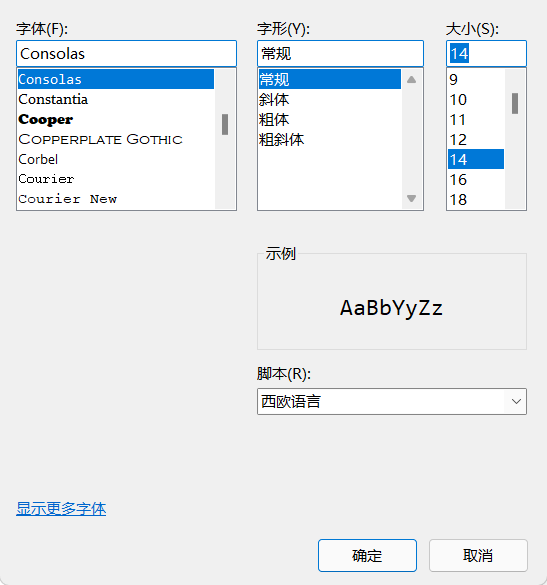 字体(F):
字形(Y):
大小(S):
Consolas
常规
14
Consolas
Constantia
Cooper
Copperplate Gothic
Corbel
Courier
Courier New
常规
斜体
粗体
粗斜体
9
10
11
12
14
16
18
示例
AaBbYyZz
脚本(R):
西欧语言
显示更多字体
确定
取消